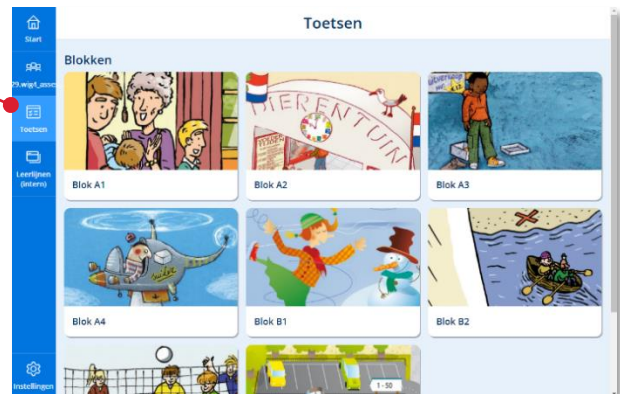 Start
Toetsen
Leerlijnen
(intern)
Instellingen
Toetsen
Blokken
DIERENTUIN
Blok A1
Blok A2
Blok A3
Blok A4
Blok B1
Blok B2
1 - 50